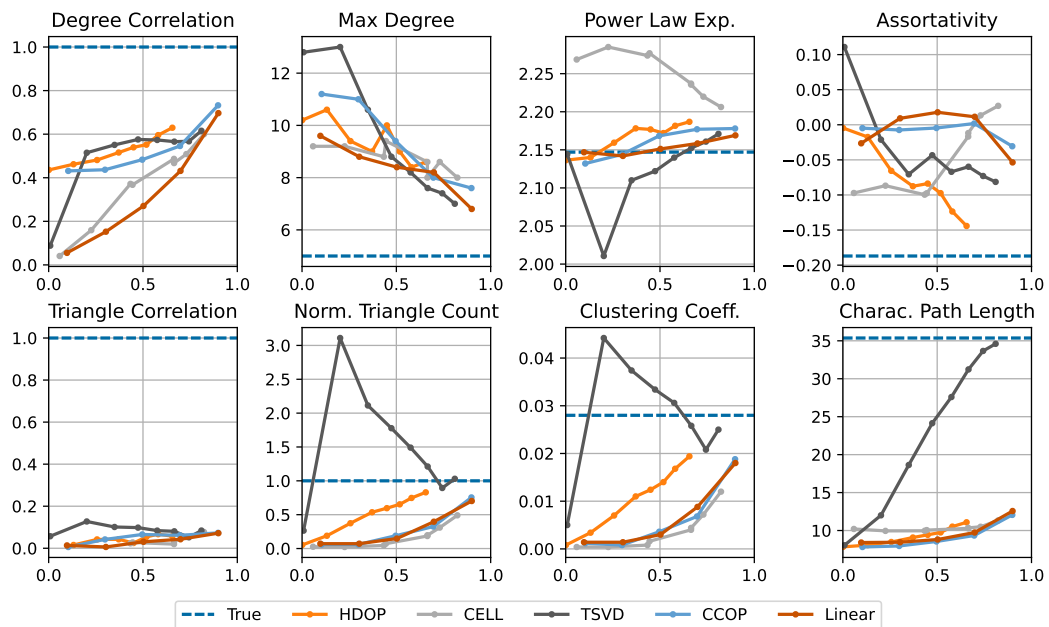 Degree Correlation
1.0
0.8
0.6
0.4
0.2
0.0
0.0 0.5 1.0
Max Degree
12
10
8
6
0.0 0.5 1.0
Power Law Exp.
2.25
2.20
2.15
2.10
2.05
2.00
0.0 0.5 1.0
Assortativity
0.10
0.05
0.00
−0.05
−0.10
−0.15
−0.20
0.0 0.5 1.0
Triangle Correlation
1.0
0.8
0.6
0.4
0.2
0.0
0.0 0.5 1.0
Norm. Triangle Count
3.0
2.5
2.0
1.5
1.0
0.5
0.0
0.0 0.5 1.0
Clustering Coeff.
0.04
0.03
0.02
0.01
0.00
0.0 0.5 1.0
Charac. Path Length
35
30
25
20
15
10
0.0 0.5 1.0
True HDOP CELL TSVD CCOP Linear